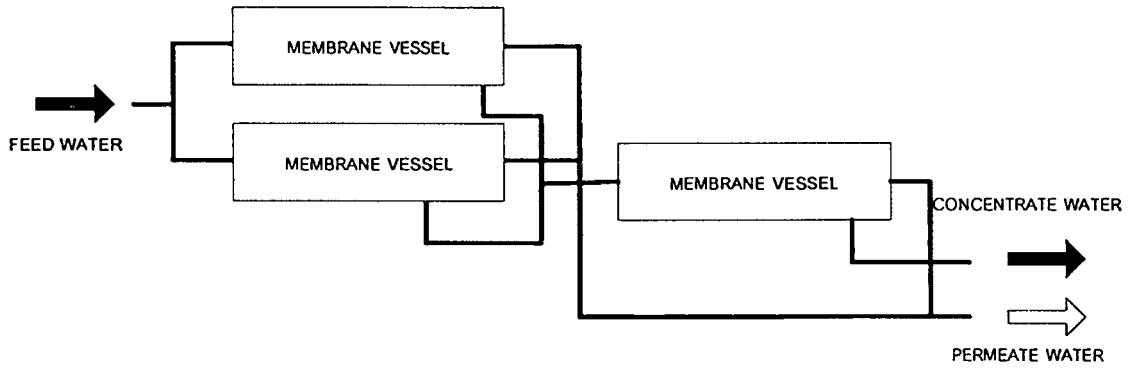 MEMBRANE VESSEL
FEED WATER
MEMBRANE VESSEL
MEMBRANE VESSEL
CONCENTRATE WATER
PERMEATE WATER